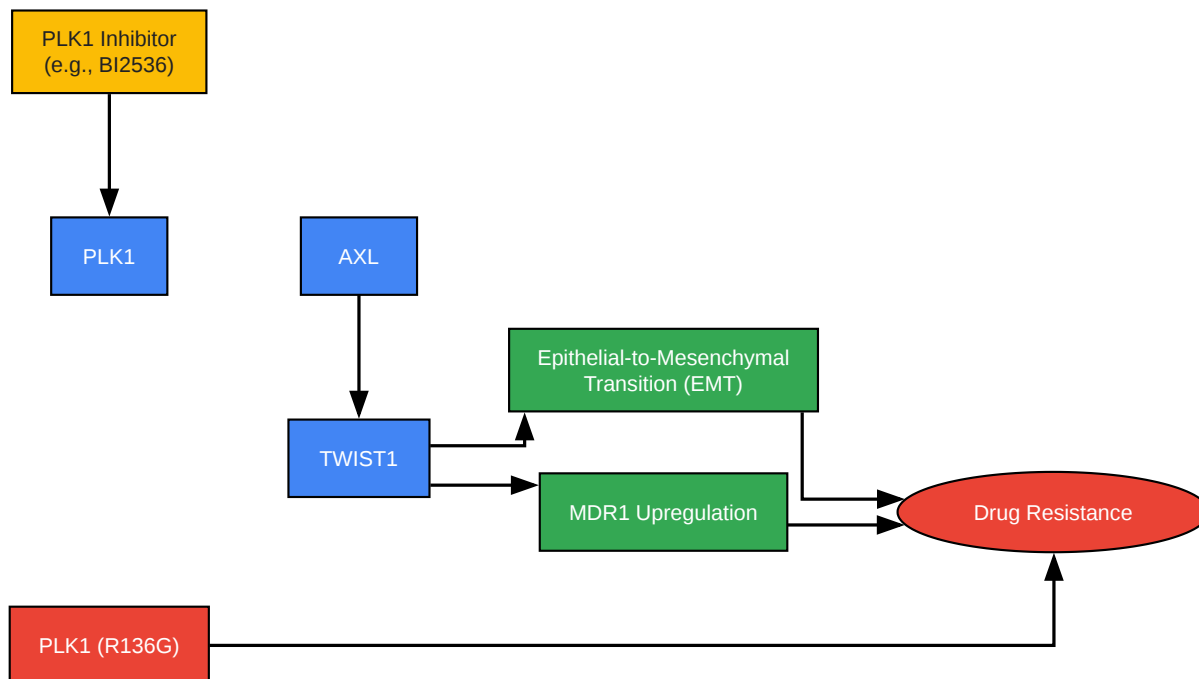 PLK1 Inhibitor
(e.g., BI2536)
PLK1
AXL
Epithelial-to-Mesenchymal
Transition (EMT)
TWIST1
MDR1 Upregulation
Drug Resistance
PLK1 (R136G)